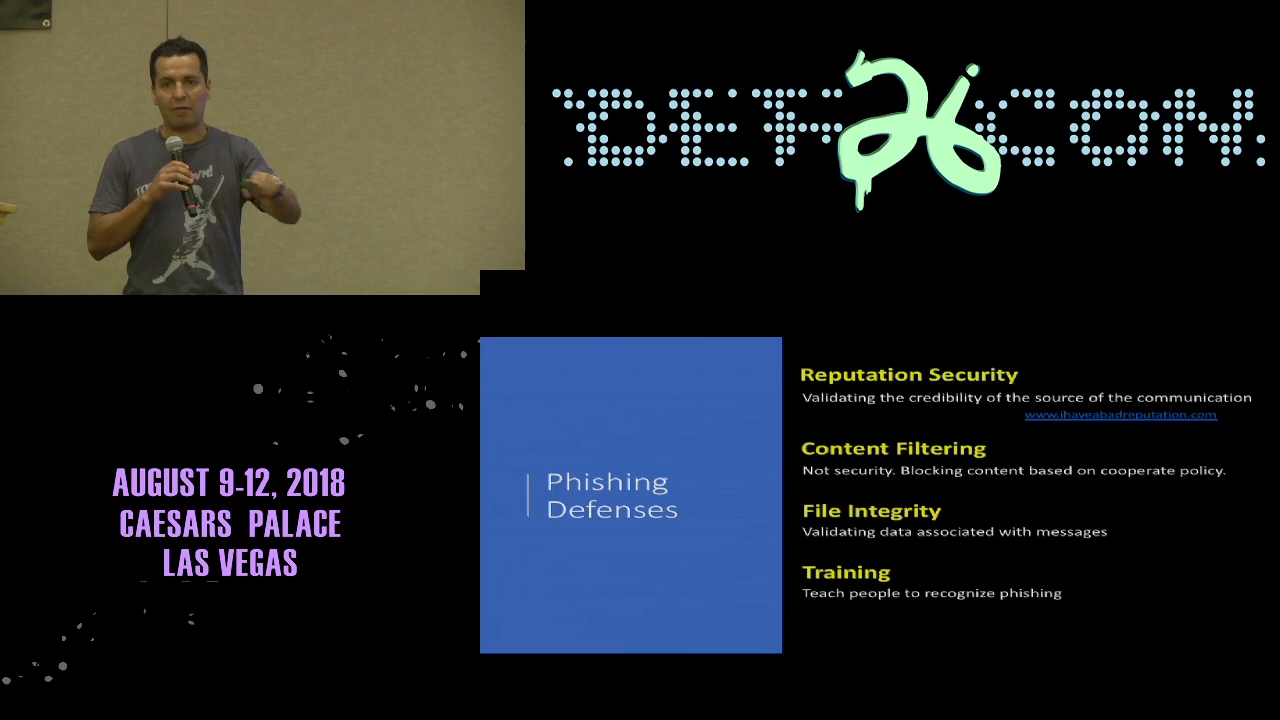 DEF 26 CON
AUGUST 9-12, 2018
CAESARS PALACE
LAS VEGAS
Phishing
Defenses
Reputation Security
Validating the credibility of the source of the communication
www.ihaveabadreputation.com
Content Filtering
Not security. Blocking content based on cooperate policy.
File Integrity
Validating data associated with messages
Training
Teach people to recognize phishing